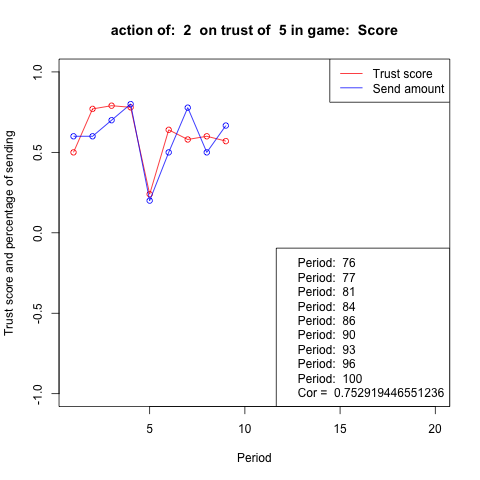 action of:  2  on trust of  5 in game:  Score
Trust score
Send amount
1.0
0.5
0.0
-0.5
-1.0
Trust score and percentage of sending
Period:  76
Period:  77
Period:  81
Period:  84
Period:  86
Period:  90
Period:  93
Period:  96
Period:  100
Cor =  0.752919446551236
5
10
15
20
Period